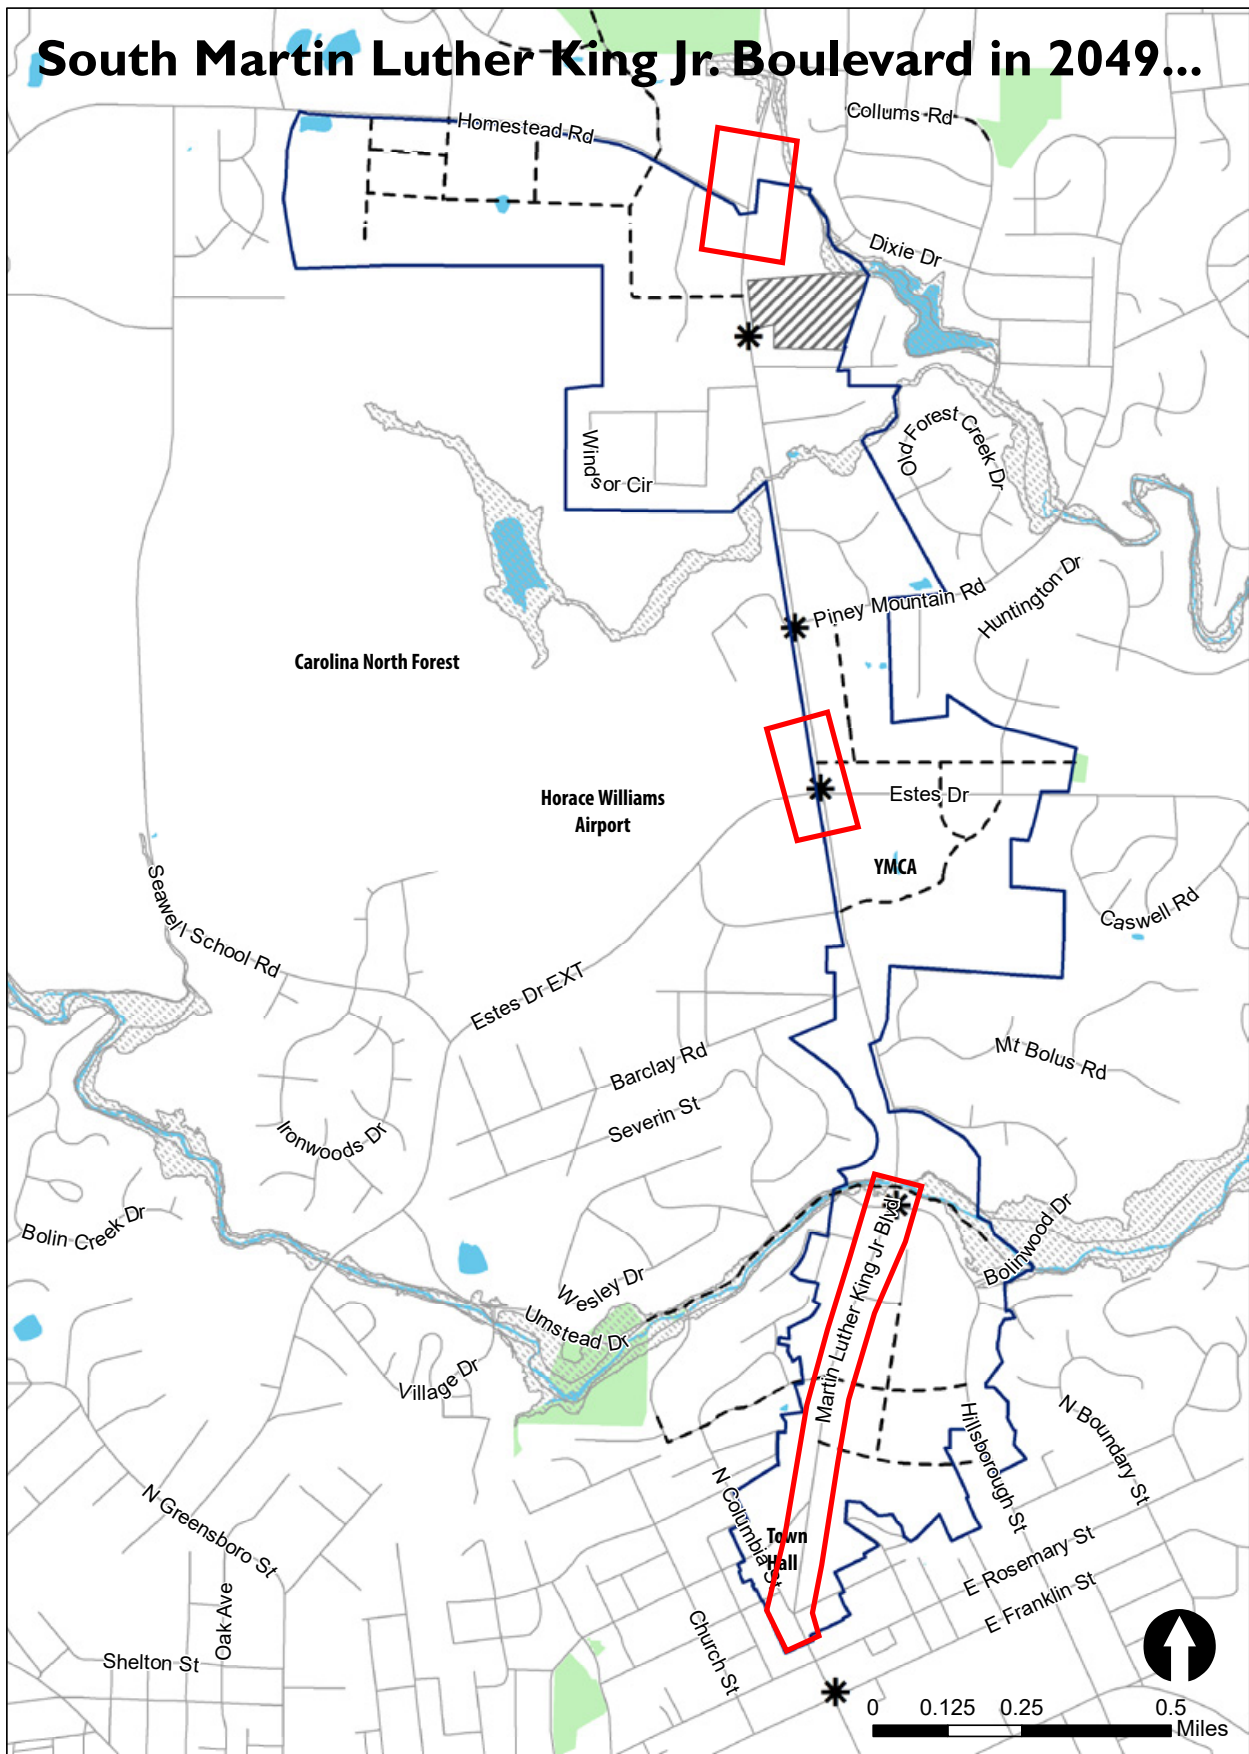 South Martin Luther King Jr. Boulevard in 2049...
Collums Rd
Homestead Rd
Dixie Dr
Old Forest Creek Dr
Windsor Cir
Piney Mountain Rd
Huntington Dr
Carolina North Forest
Horace Williams
Airport
Estes Dr
YMCA
Caswell Rd
Seawell School Rd
Estes Dr EXT
Barclay Rd
Mt Bolus Rd
Severin St
Ironwoods Dr
Bolin Creek Dr
Bolinwood Dr
Wesley Dr
Umstead Dr
Martin Luther King Jr Blvd
Village Dr
Hillsborough St
N Boundary St
N Columbia St
N Greensboro St
Town
Hall
E Rosemary St
E Franklin St
Oak Ave
Church St
Shelton St
0 0.125 0.25 0.5
Miles